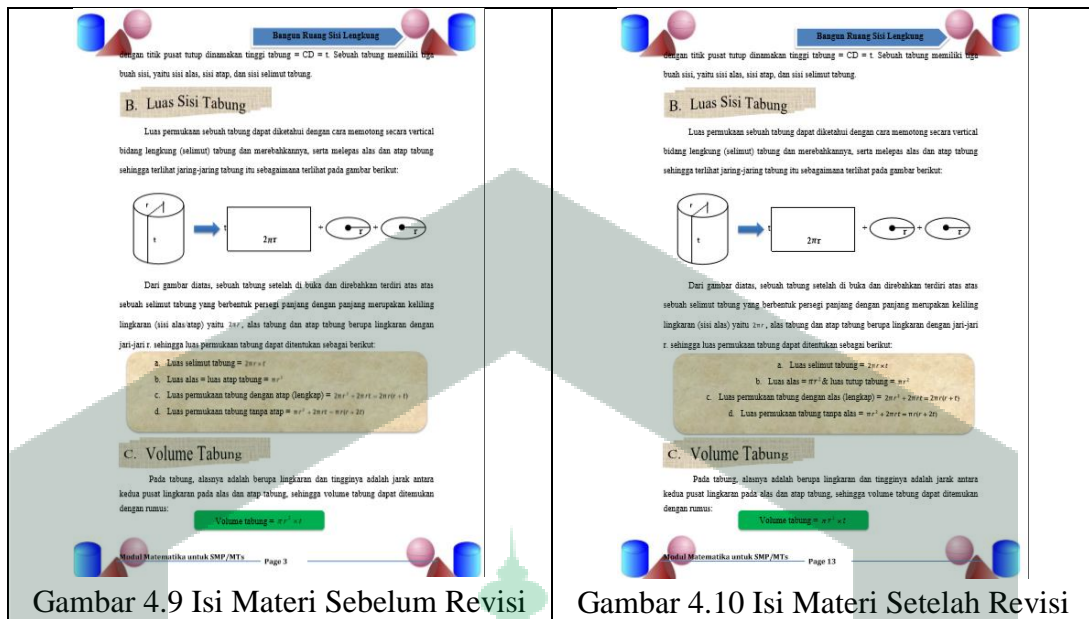 Bangun Ruang Sisi Lengkung
dengan titik pusat tutup dinamakan tinggi tabung = CD = t. Sebuah tabung memiliki tiga
buah sisi, yaitu sisi alas, sisi atap, dan sisi selimut tabung.
B. Luas Sisi Tabung
Luas permukaan sebuah tabung dapat diketahui dengan cara memotong secara vertical
bidang lengkung (selimut) tabung dan merebahkannya, serta melepas alas dan atap tabung
sehingga terlihat jaring-jaring tabung itu sebagaimana terlihat pada gambar berikut:
r
t
t
2πr
+ r + r
Dari gambar diatas, sebuah tabung setelah di buka dan direbahkan terdiri atas atas
sebuah selimut tabung yang berbentuk persegi panjang dengan panjang merupakan keliling
lingkaran (sisi alas/atap) yaitu 2πr, alas tabung dan atap tabung berupa lingkaran dengan
jari-jari r. sehingga luas permukaan tabung dapat ditentukan sebagai berikut:
a. Luas selimut tabung = 2πr×t
b. Luas alas = luas atap tabung = πr²
c. Luas permukaan tabung dengan atap (lengkap) = 2πr² + 2πrt = 2πr(r + t)
d. Luas permukaan tabung tanpa atap = πr² + 2πrt = πr(r + 2t)
C. Volume Tabung
Pada tabung, alasnya adalah berupa lingkaran dan tingginya adalah jarak antara
kedua pusat lingkaran pada alas dan atap tabung, sehingga volume tabung dapat ditemukan
dengan rumus:
Volume tabung = πr² ×t
Modul Matematika untuk SMP/MTs
Page 3
Gambar 4.9 Isi Materi Sebelum Revisi
Bangun Ruang Sisi Lengkung
dengan titik pusat tutup dinamakan tinggi tabung = CD = t. Sebuah tabung memiliki tiga
buah sisi, yaitu sisi alas, sisi atap, dan sisi selimut tabung.
B. Luas Sisi Tabung
Luas permukaan sebuah tabung dapat diketahui dengan cara memotong secara vertical
bidang lengkung (selimut) tabung dan merebahkannya, serta melepas alas dan atap tabung
sehingga terlihat jaring-jaring tabung itu sebagaimana terlihat pada gambar berikut:
r
t
t
2πr
+ r + r
Dari gambar diatas, sebuah tabung setelah di buka dan direbahkan terdiri atas atas
sebuah selimut tabung yang berbentuk persegi panjang dengan panjang merupakan keliling
lingkaran (sisi alas) yaitu 2πr, alas tabung dan atap tabung berupa lingkaran dengan jari-jari
r. sehingga luas permukaan tabung dapat ditentukan sebagai berikut:
a. Luas selimut tabung = 2πr×t
b. Luas alas = πr² & luas tutup tabung = πr²
c. Luas permukaan tabung dengan alas (lengkap) = 2πr² + 2πrt = 2πr(r + t)
d. Luas permukaan tabung tanpa alas = πr² + 2πrt = πr(r + 2t)
C. Volume Tabung
Pada tabung, alasnya adalah berupa lingkaran dan tingginya adalah jarak antara
kedua pusat lingkaran pada alas dan atap tabung, sehingga volume tabung dapat ditemukan
dengan rumus:
Volume tabung = πr² ×t
Modul Matematika untuk SMP/MTs
Page 13
Gambar 4.10 Isi Materi Setelah Revisi